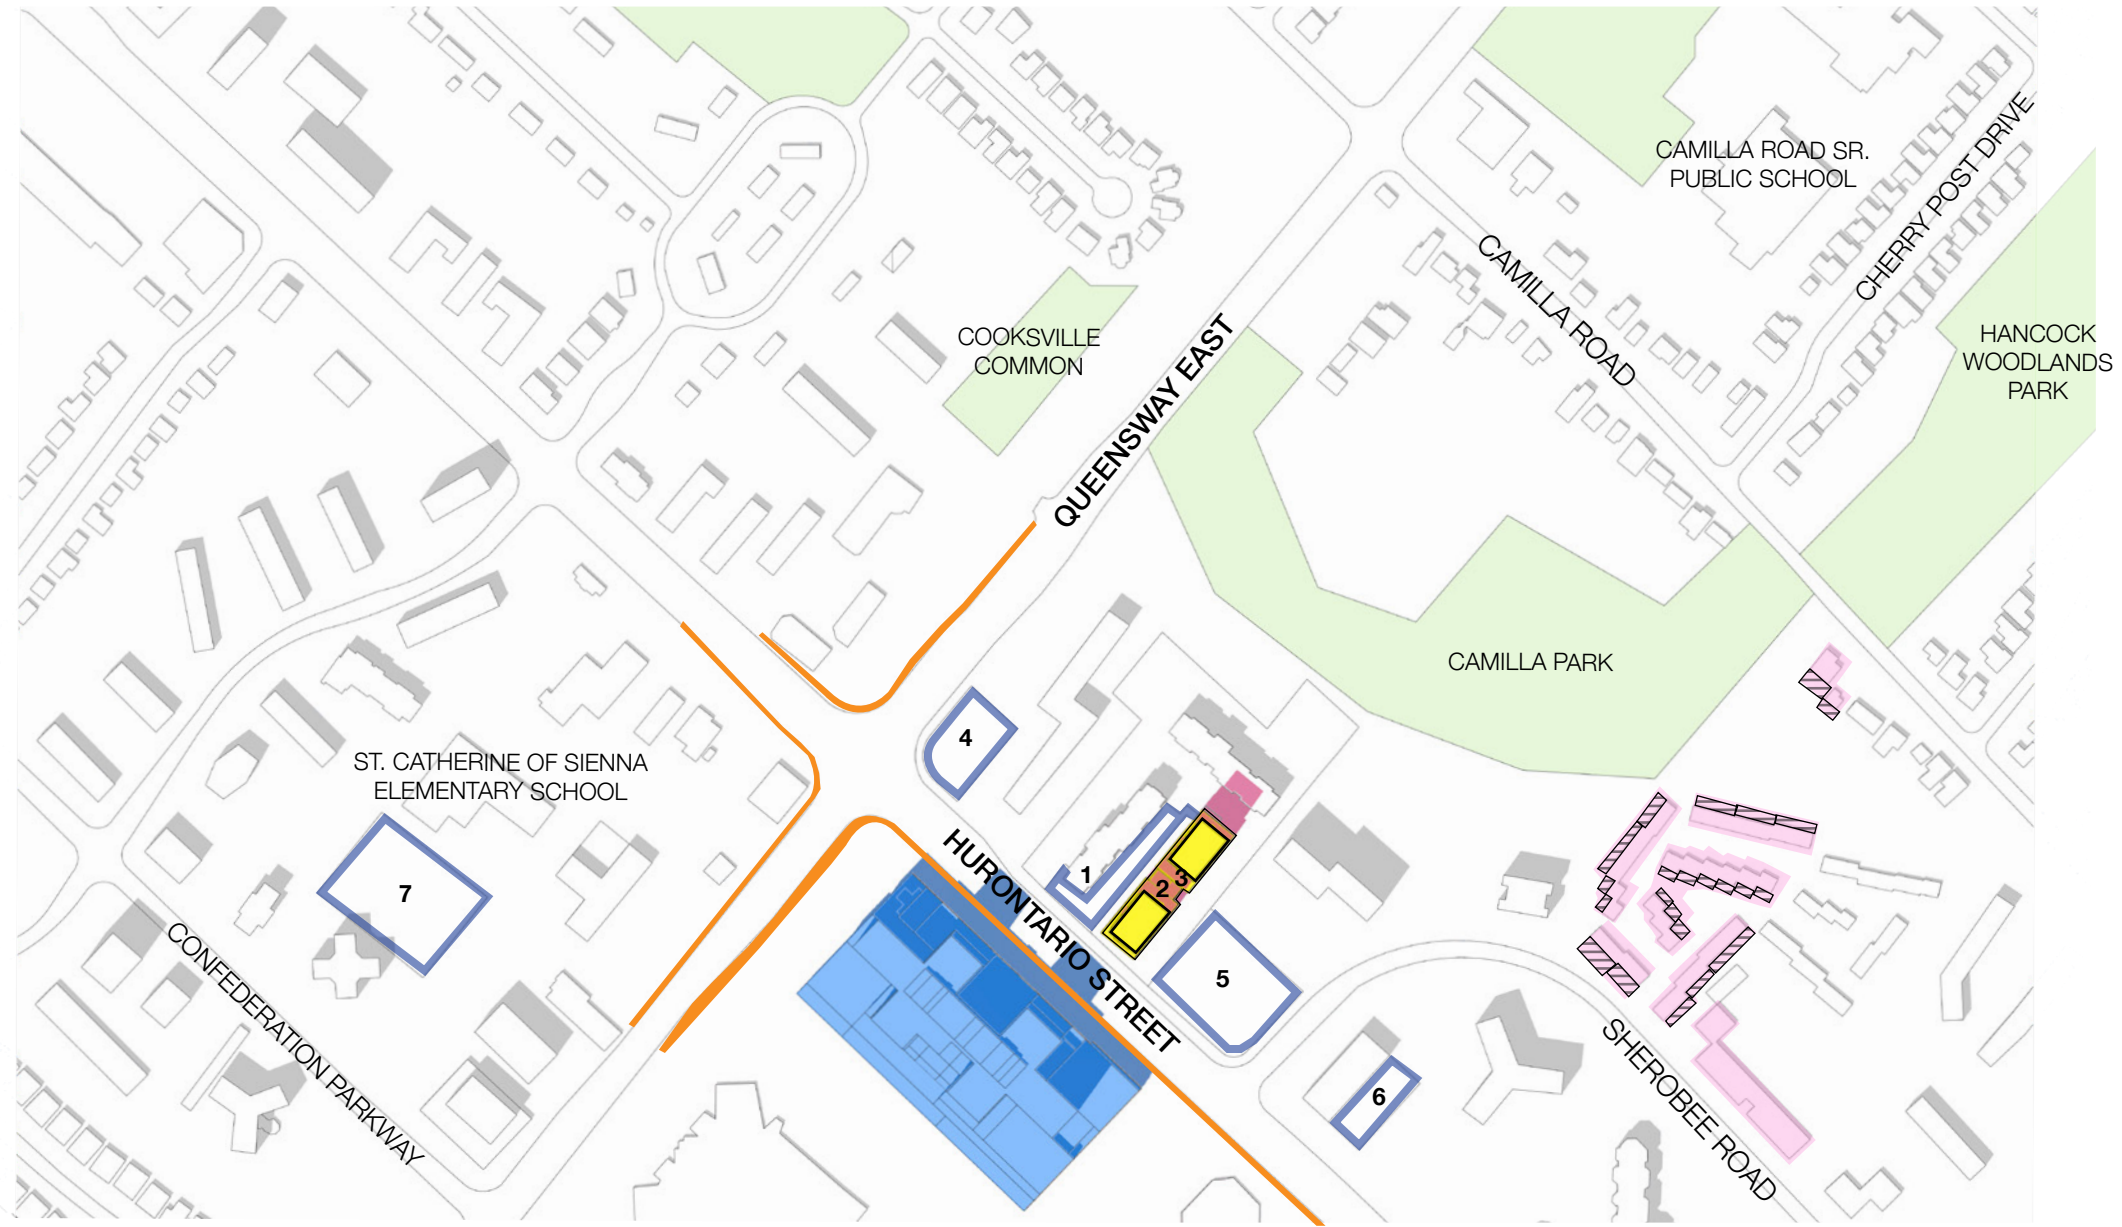 CAMILLA ROAD SR.
PUBLIC SCHOOL
CHERRY POST DRIVE
CAMILLA ROAD
HANCOCK
WOODLANDS
PARK
COOKSVILLE
COMMON
QUEENSWAY EAST
CAMILLA PARK
ST. CATHERINE OF SIENNA
ELEMENTARY SCHOOL
HURONTARIO STREET
CONFEDERATION PARKWAY
SHEROBEE ROAD
4
1
3
2
7
5
6